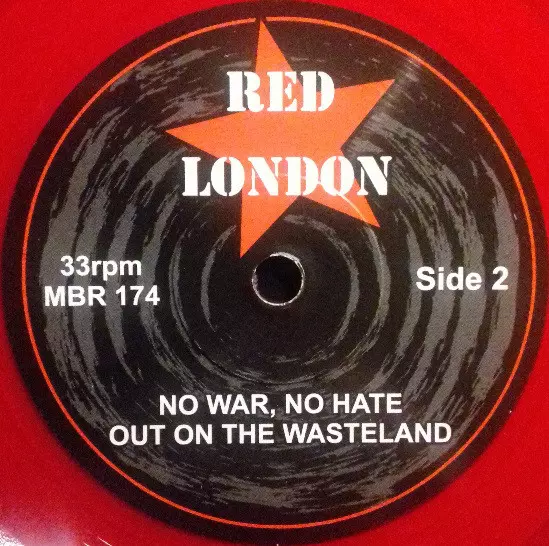 RED
LONDON
33rpm
MBR 174
Side 2
NO WAR, NO HATE
OUT ON THE WASTELAND